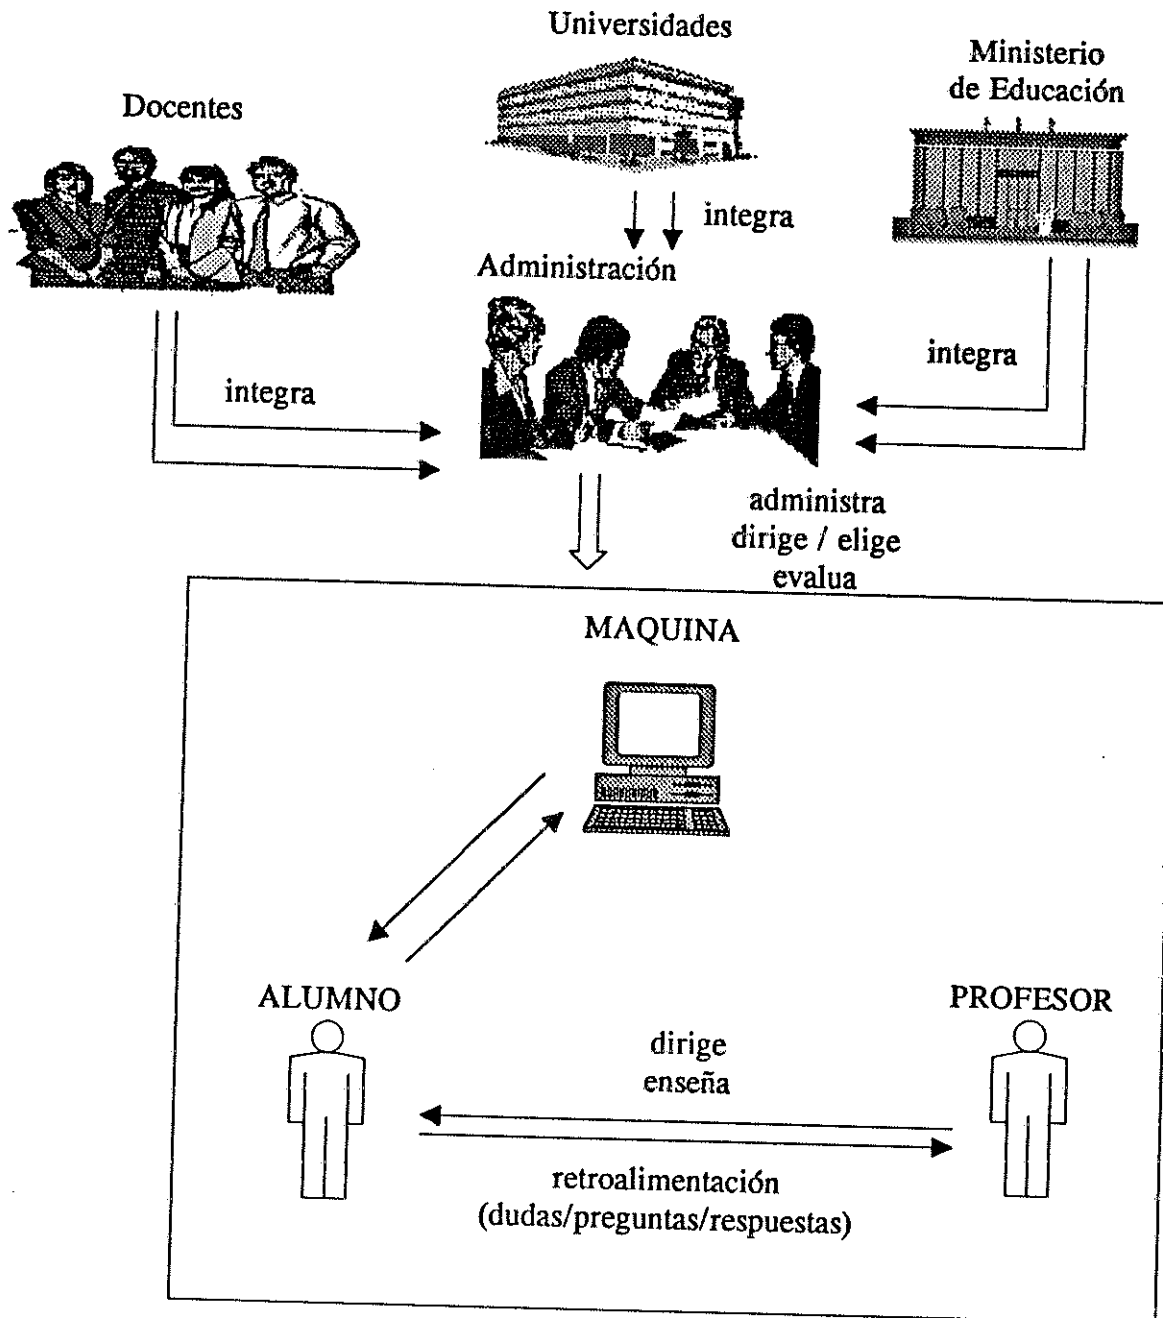 Universidades
Ministerio
de Educación
Docentes
integra
Administración
integra
integra
administra
dirige / elige
evalua
MAQUINA
ALUMNO
PROFESOR
dirige
enseña
retroalimentación
(dudas/preguntas/respuestas)